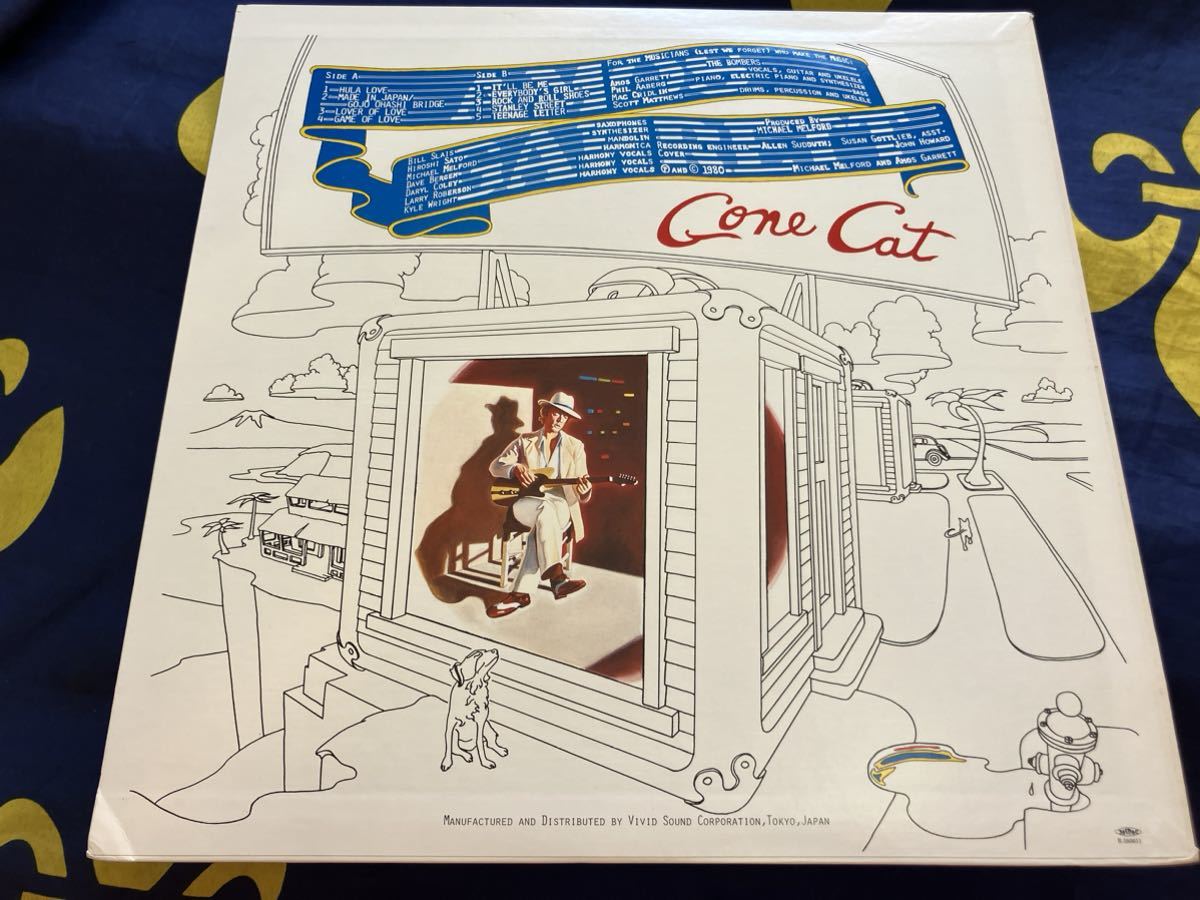 SIDE A
1—HULA LOVE
2—MADE IN JAPAN/
GOJO OHASHI BRIDGE
3—LOVER OF LOVE
4—GAME OF LOVE
SIDE B
1—IT'LL BE ME
2—EVERYBODY'S GIRL
3—ROCK AND ROLL SHOES
4—STANLEY STREET
5—TEENAGE LETTER
FOR THE MUSICIANS (LEST WE FORGET) WHO MAKE THE MUSIC:
THE BOMBERS
AMOS GARRETT—VOCALS, GUITAR AND UKELELE
PHIL AABERG—PIANO, ELECTRIC PIANO AND SYNTHESIZER
MAC CRIDLIN—BASS
SCOTT MATTHEWS—DRUMS, PERCUSSION AND UKELELE
BILL SLAIS—SAXOPHONES
HIROSHI SATO—SYNTHESIZER
MICHAEL MELFORD—MANDOLIN
DAVE BERGEN—HARMONICA
DARYL COLEY—HARMONY VOCALS
LARRY ROBERSON—HARMONY VOCALS
KYLE WRIGHT—HARMONY VOCALS
PRODUCED BY—MICHAEL MELFORD
RECORDING ENGINEER—ALLEN SUDDUTH, SUSAN GOTTLIEB, ASST.
COVER—JOHN HOWARD
Ⓟ AND © 1980—MICHAEL MELFORD AND AMOS GARRETT
Gone Cat
MANUFACTURED AND DISTRIBUTED BY VIVID SOUND CORPORATION,TOKYO,JAPAN